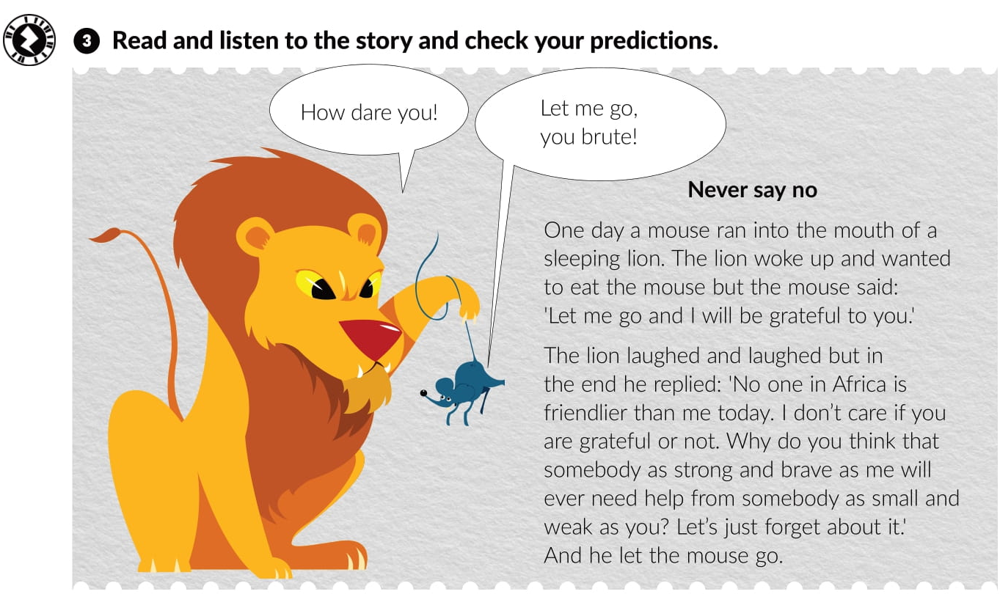 3 Read and listen to the story and check your predictions.
How dare you!
Let me go,
you brute!
Never say no
One day a mouse ran into the mouth of a
sleeping lion. The lion woke up and wanted
to eat the mouse but the mouse said:
'Let me go and I will be grateful to you.'
The lion laughed and laughed but in
the end he replied: 'No one in Africa is
friendlier than me today. I don’t care if you
are grateful or not. Why do you think that
somebody as strong and brave as me will
ever need help from somebody as small and
weak as you? Let’s just forget about it.'
And he let the mouse go.